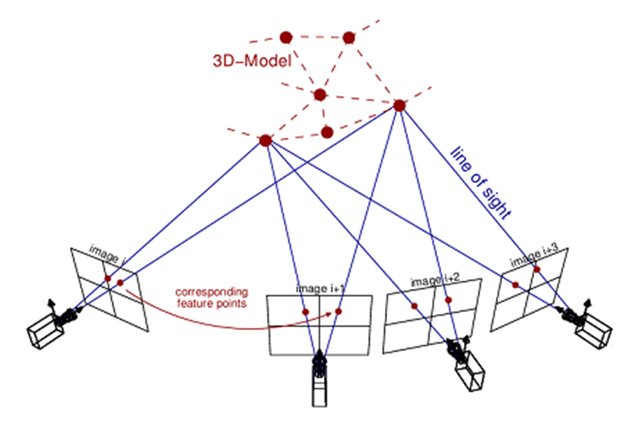 3D-Model
line of sight
image i
corresponding
feature points
image i+1
image i+2
image i+3